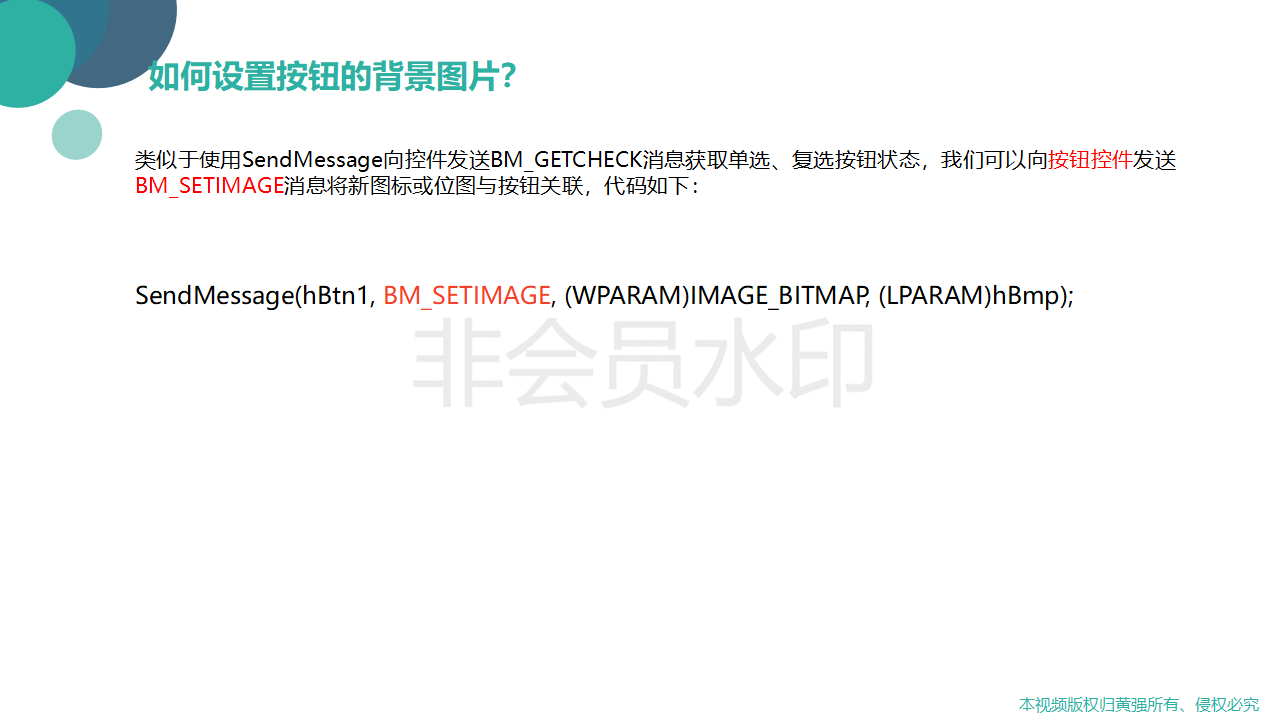 如何设置按钮的背景图片？
类似于使用SendMessage向控件发送BM_GETCHECK消息获取单选、复选按钮状态，我们可以向按钮控件发送
BM_SETIMAGE消息将新图标或位图与按钮关联，代码如下：
SendMessage(hBtn1, BM_SETIMAGE, (WPARAM)IMAGE_BITMAP, (LPARAM)hBmp);
非会员水印
本视频版权归黄强所有、侵权必究